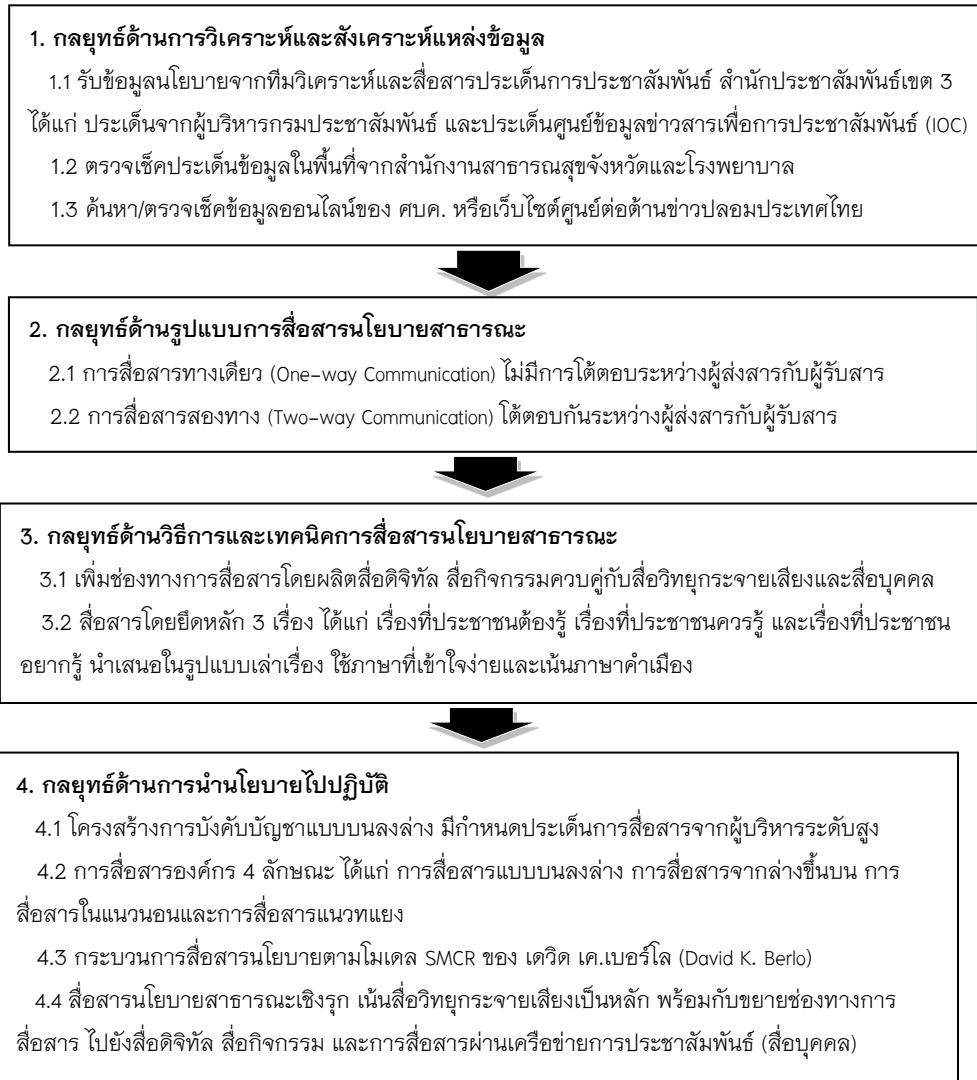 1. กลยุทธ์ด้านการวิเคราะห์และสังเคราะห์แหล่งข้อมูล
1.1 รับข้อมูลนโยบายจากทีมวิเคราะห์และสื่อสารประเด็นการประชาสัมพันธ์ สำนักประชาสัมพันธ์เขต 3
ได้แก่ ประเด็นจากผู้บริหารกรมประชาสัมพันธ์ และประเด็นศูนย์ข้อมูลข่าวสารเพื่อการประชาสัมพันธ์ (IOC)
1.2 ตรวจเช็คประเด็นข้อมูลในพื้นที่จากสำนักงานสาธารณสุขจังหวัดและโรงพยาบาล
1.3 ค้นหา/ตรวจเช็คข้อมูลออนไลน์ของ ศบค. หรือเว็บไซต์ศูนย์ต่อต้านข่าวปลอมประเทศไทย
2. กลยุทธ์ด้านรูปแบบการสื่อสารนโยบายสาธารณะ
2.1 การสื่อสารทางเดียว (One-way Communication) ไม่มีการโต้ตอบระหว่างผู้ส่งสารกับผู้รับสาร
2.2 การสื่อสารสองทาง (Two-way Communication) โต้ตอบกันระหว่างผู้ส่งสารกับผู้รับสาร
3. กลยุทธ์ด้านวิธีการและเทคนิคการสื่อสารนโยบายสาธารณะ
3.1 เพิ่มช่องทางการสื่อสารโดยผลิตสื่อดิจิทัล สื่อกิจกรรมควบคู่กับสื่อวิทยุกระจายเสียงและสื่อบุคคล
3.2 สื่อสารโดยยึดหลัก 3 เรื่อง ได้แก่ เรื่องที่ประชาชนต้องรู้ เรื่องที่ประชาชนควรรู้ และเรื่องที่ประชาชน
อยากรู้ นำเสนอในรูปแบบเล่าเรื่อง ใช้ภาษาที่เข้าใจง่ายและเน้นภาษาคำเมือง
4. กลยุทธ์ด้านการนำนโยบายไปปฏิบัติ
4.1 โครงสร้างการบังคับบัญชาแบบบนลงล่าง มีกำหนดประเด็นการสื่อสารจากผู้บริหารระดับสูง
4.2 การสื่อสารองค์กร 4 ลักษณะ ได้แก่ การสื่อสารแบบบนลงล่าง การสื่อสารจากล่างขึ้นบน การ
สื่อสารในแนวนอนและการสื่อสารแนวทแยง
4.3 กระบวนการสื่อสารนโยบายตามโมเดล SMCR ของ เดวิด เค.เบอร์โล (David K. Berlo)
4.4 สื่อสารนโยบายสาธารณะเชิงรุก เน้นสื่อวิทยุกระจายเสียงเป็นหลัก พร้อมกับขยายช่องทางการ
สื่อสาร ไปยังสื่อดิจิทัล สื่อกิจกรรม และการสื่อสารผ่านเครือข่ายการประชาสัมพันธ์ (สื่อบุคคล)